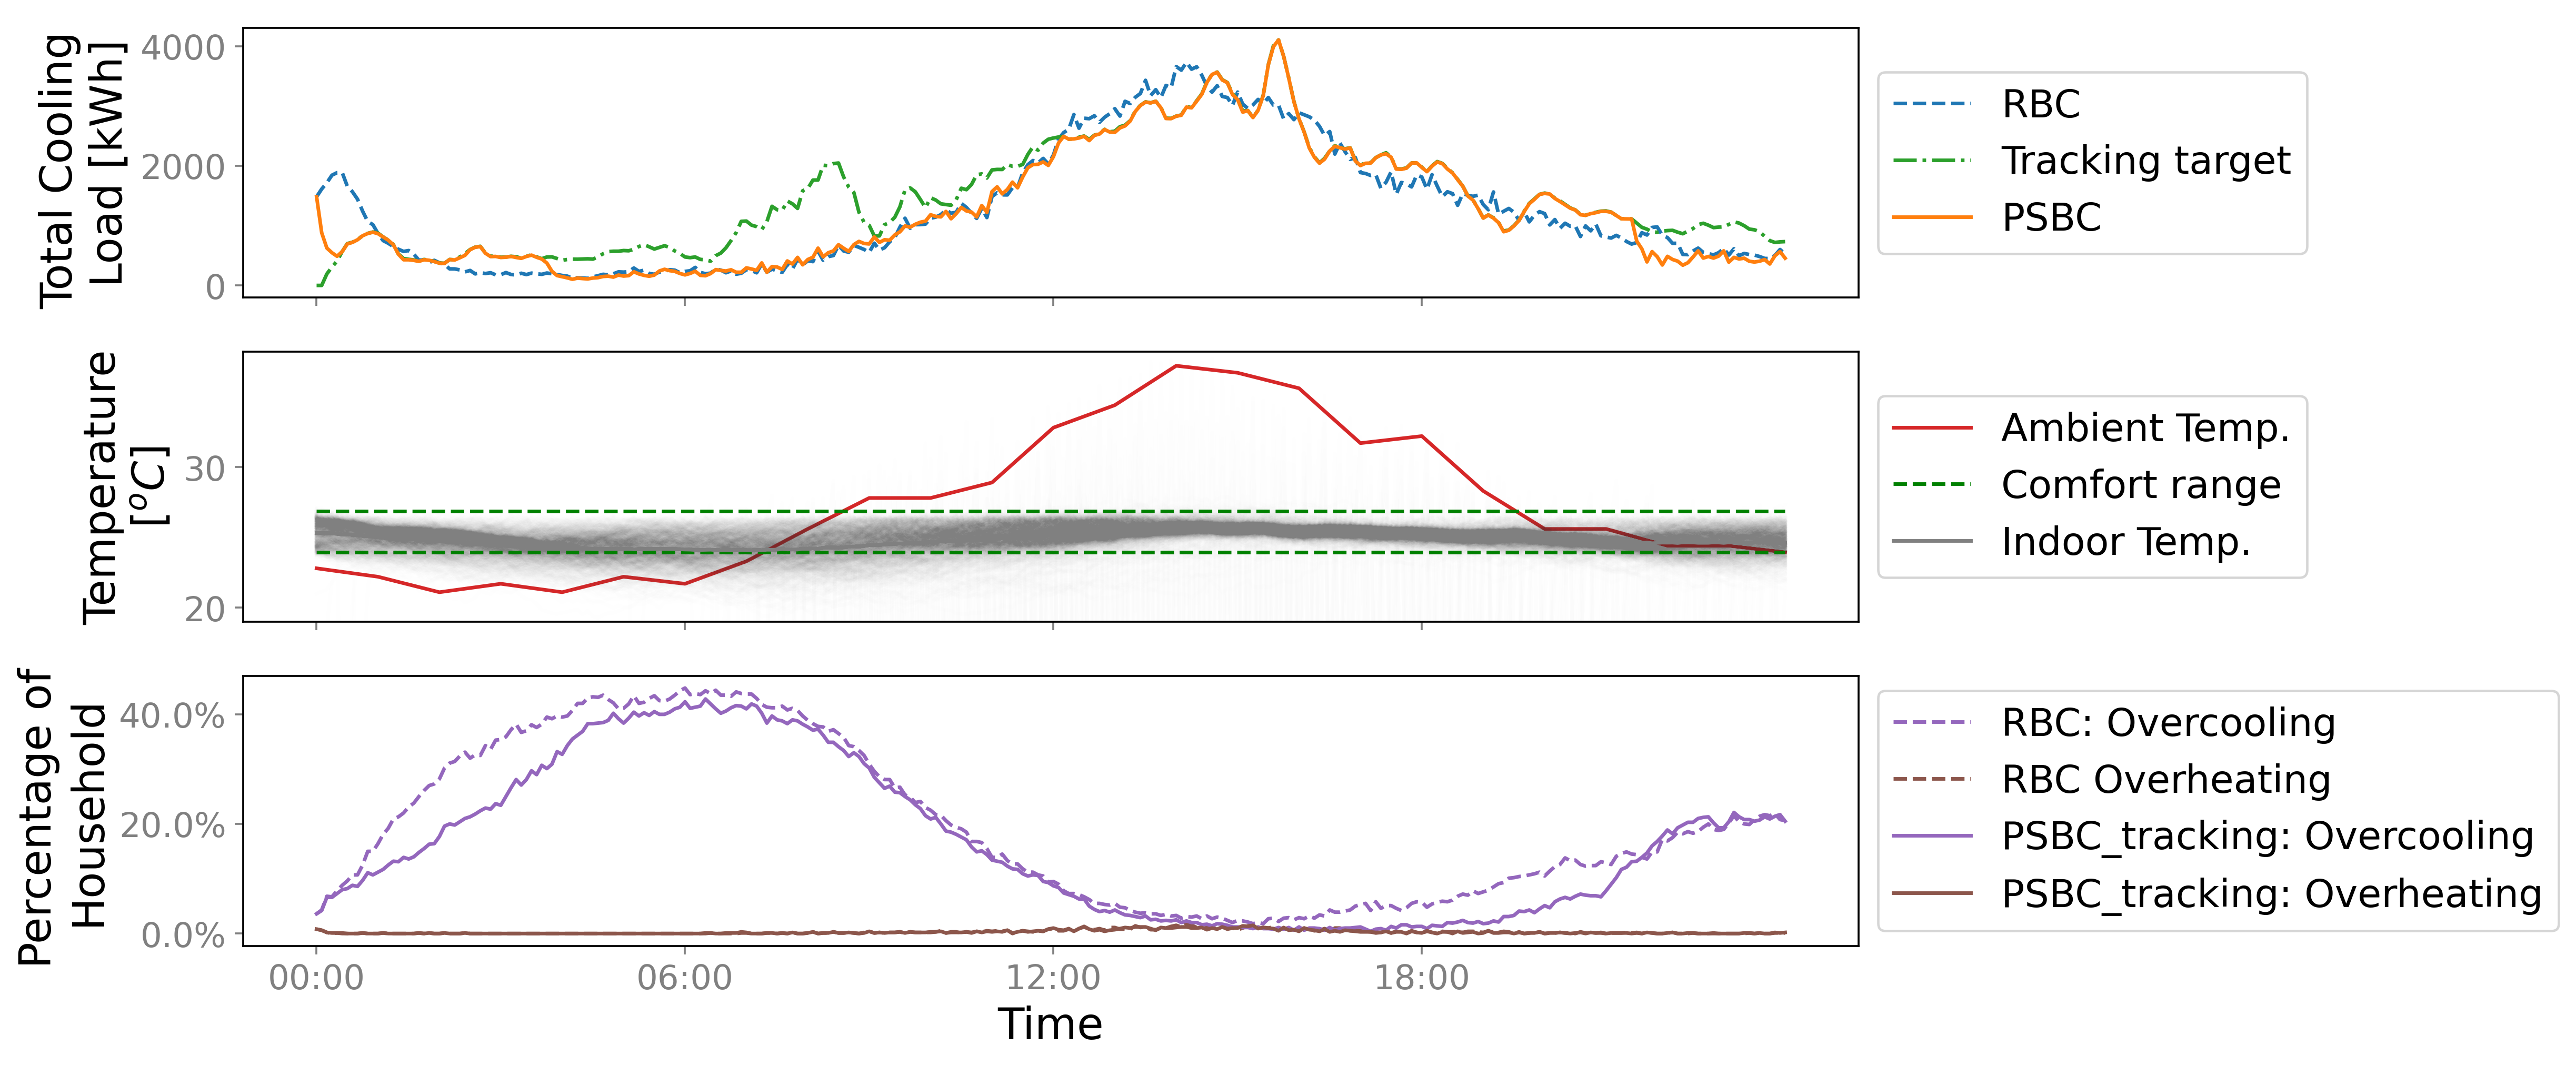 Total Cooling
Load [kWh]
4000
2000
0
RBC
Tracking target
PSBC
Temperature
[°C]
30
20
Ambient Temp.
Comfort range
Indoor Temp.
Percentage of
Household
40.0%
20.0%
0.0%
RBC: Overcooling
RBC Overheating
PSBC_tracking: Overcooling
PSBC_tracking: Overheating
00:00
06:00
12:00
18:00
Time